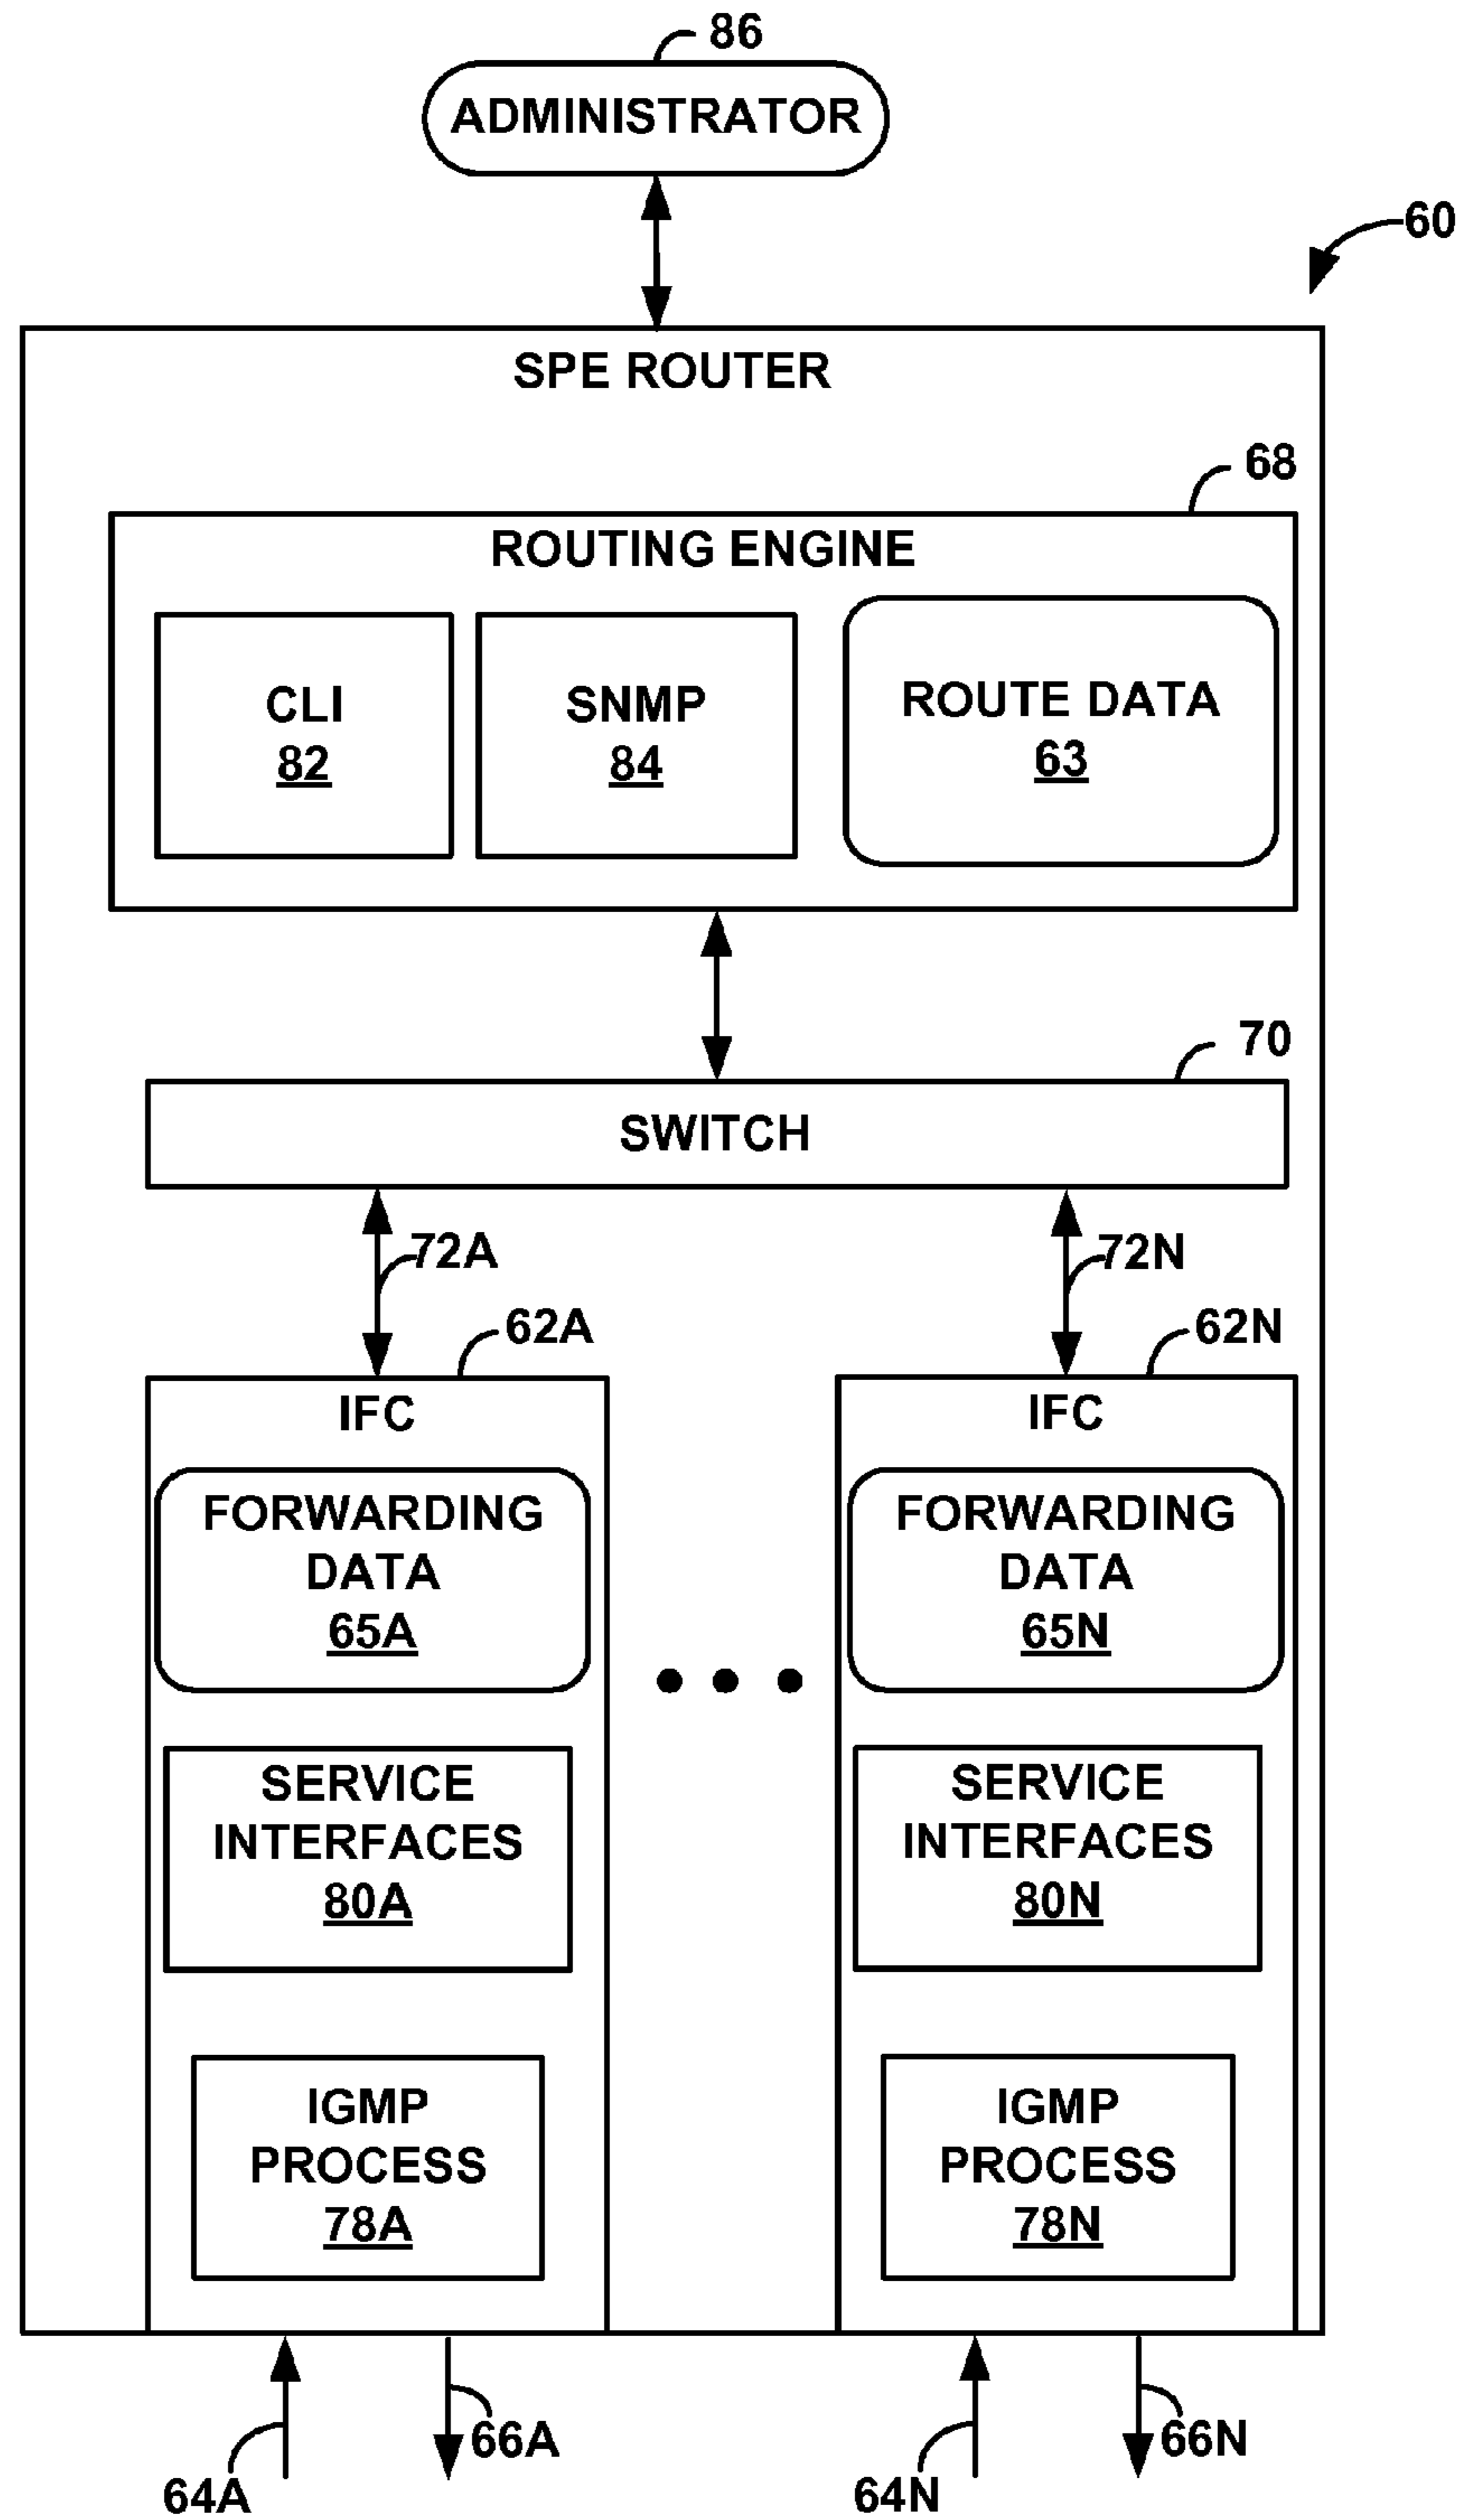 86
ADMINISTRATOR
60
SPE ROUTER
68
ROUTING ENGINE
CLI
82
SNMP
84
ROUTE DATA
63
70
SWITCH
72A
72N
62A
62N
IFC
FORWARDING
DATA
65A
SERVICE
INTERFACES
80A
IGMP
PROCESS
78A
IFC
FORWARDING
DATA
65N
SERVICE
INTERFACES
80N
IGMP
PROCESS
78N
64A
66A
64N
66N